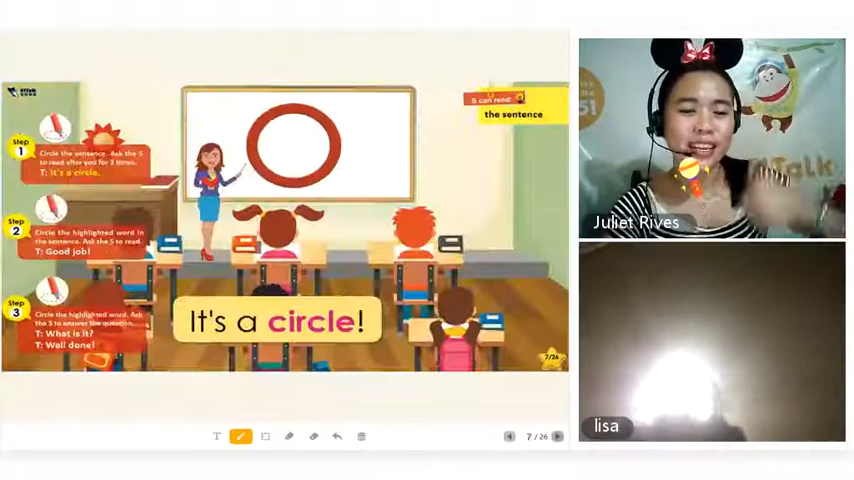 S can read:
the sentence
Step
1
Circle the sentence. Ask the S
to read after you for 3 times.
T: It's a circle.
Step
2
Circle the highlighted word in
the sentence. Ask the S to read.
T: Good job!
Step
3
Circle the highlighted word. Ask
the S to answer the question.
T: What is it?
T: Well done!
It's a circle!
7/26
T
7 / 26
Juliet Rives
lisa